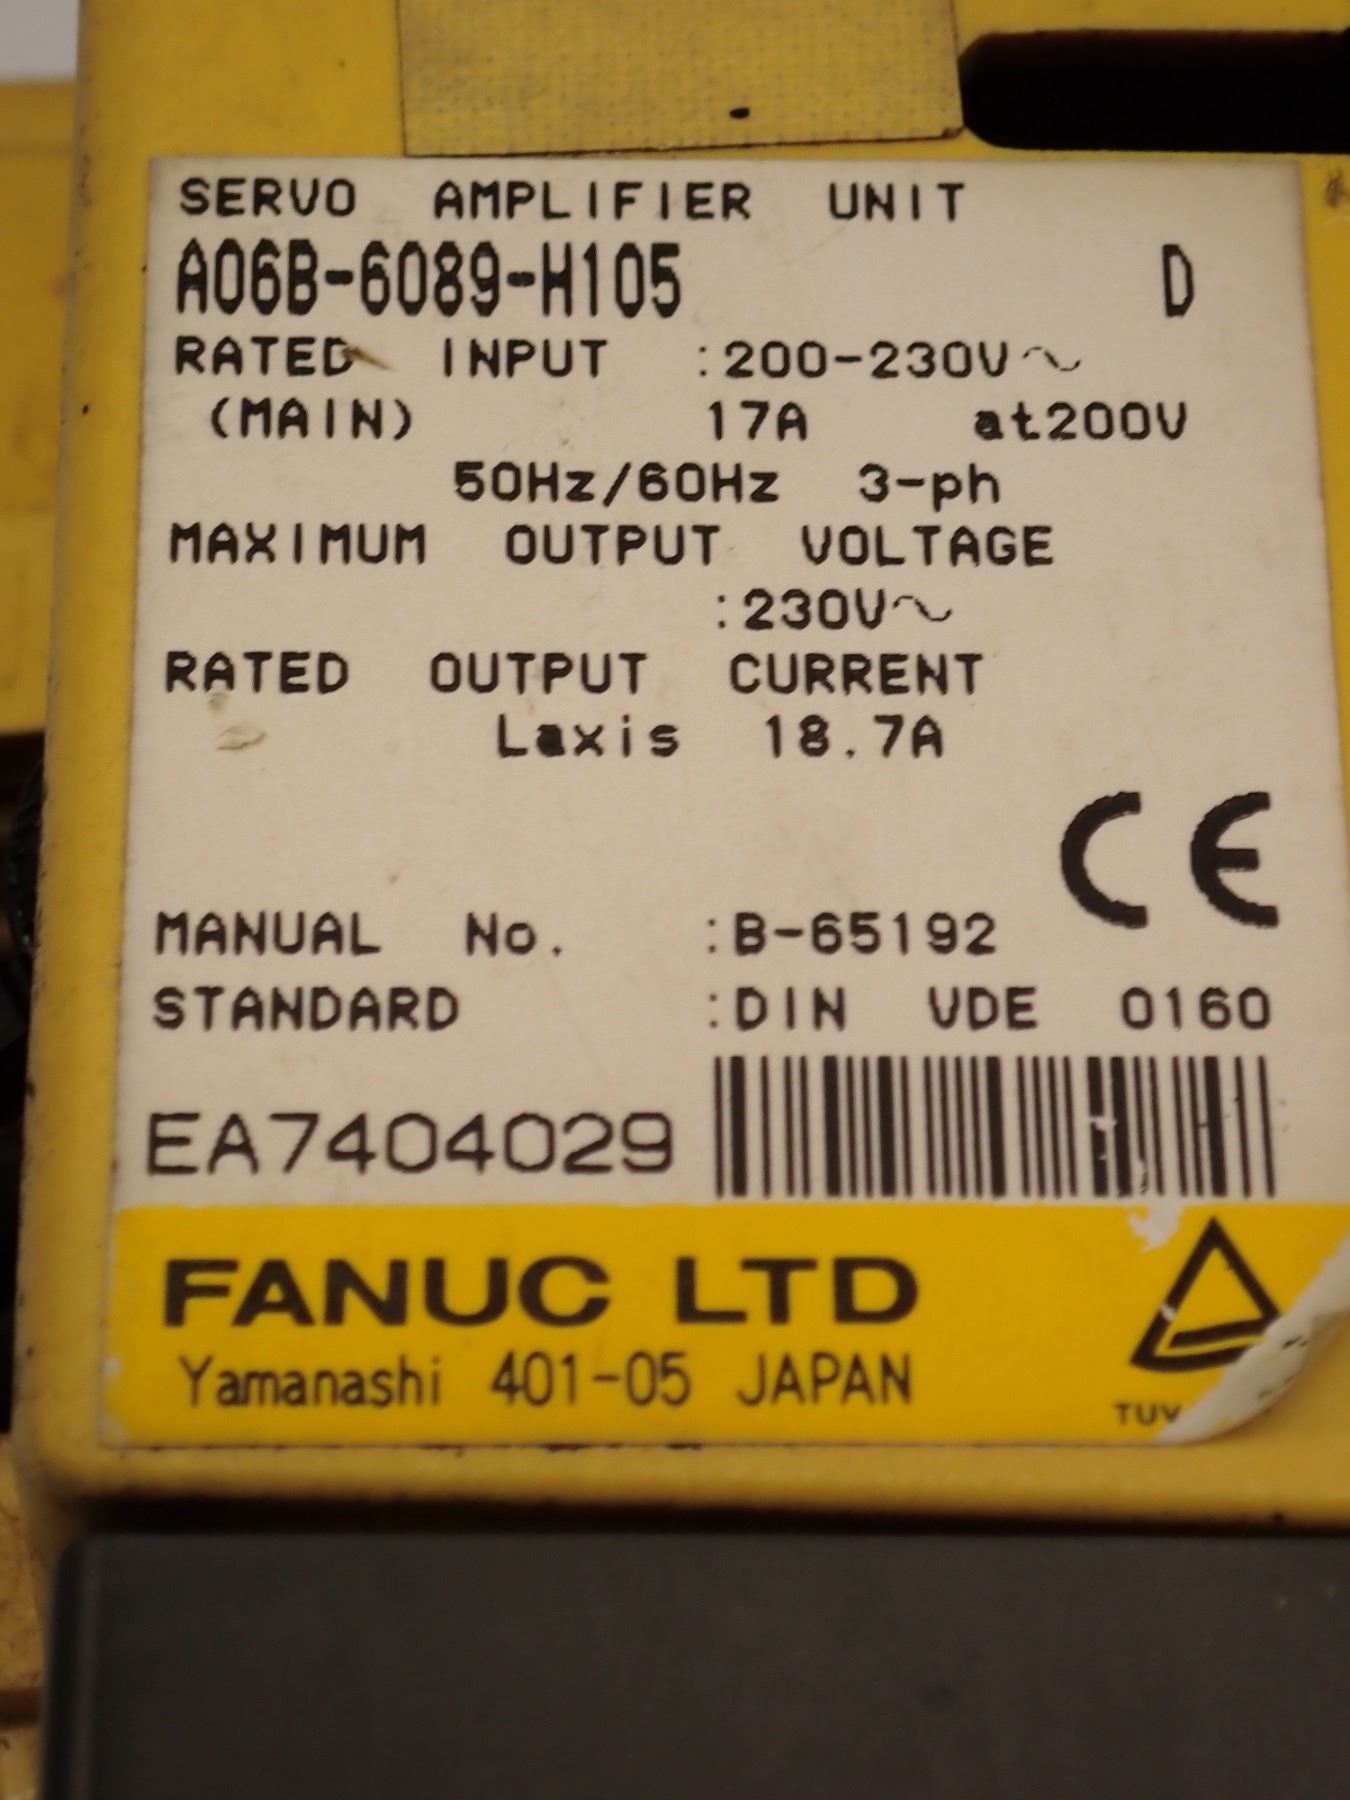 SERVO AMPLIFIER UNIT
A06B-6089-H105 D
RATED INPUT :200-230V~
(MAIN) 17A at200V
50Hz/60Hz 3-ph
MAXIMUM OUTPUT VOLTAGE
:230V~
RATED OUTPUT CURRENT
Laxis 18.7A
CE
MANUAL No. :B-65192
STANDARD :DIN VDE 0160
EA7404029
FANUC LTD
Yamanashi 401-05 JAPAN
TUV